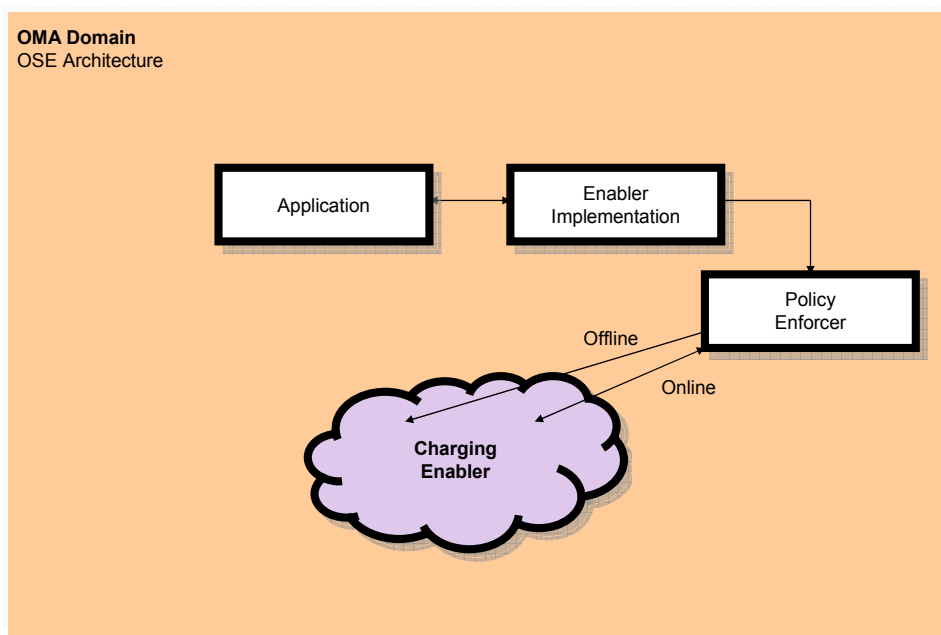 OMA Domain
OSE Architecture
Application
Enabler
Implementation
Policy
Enforcer
Offline
Online
Charging
Enabler